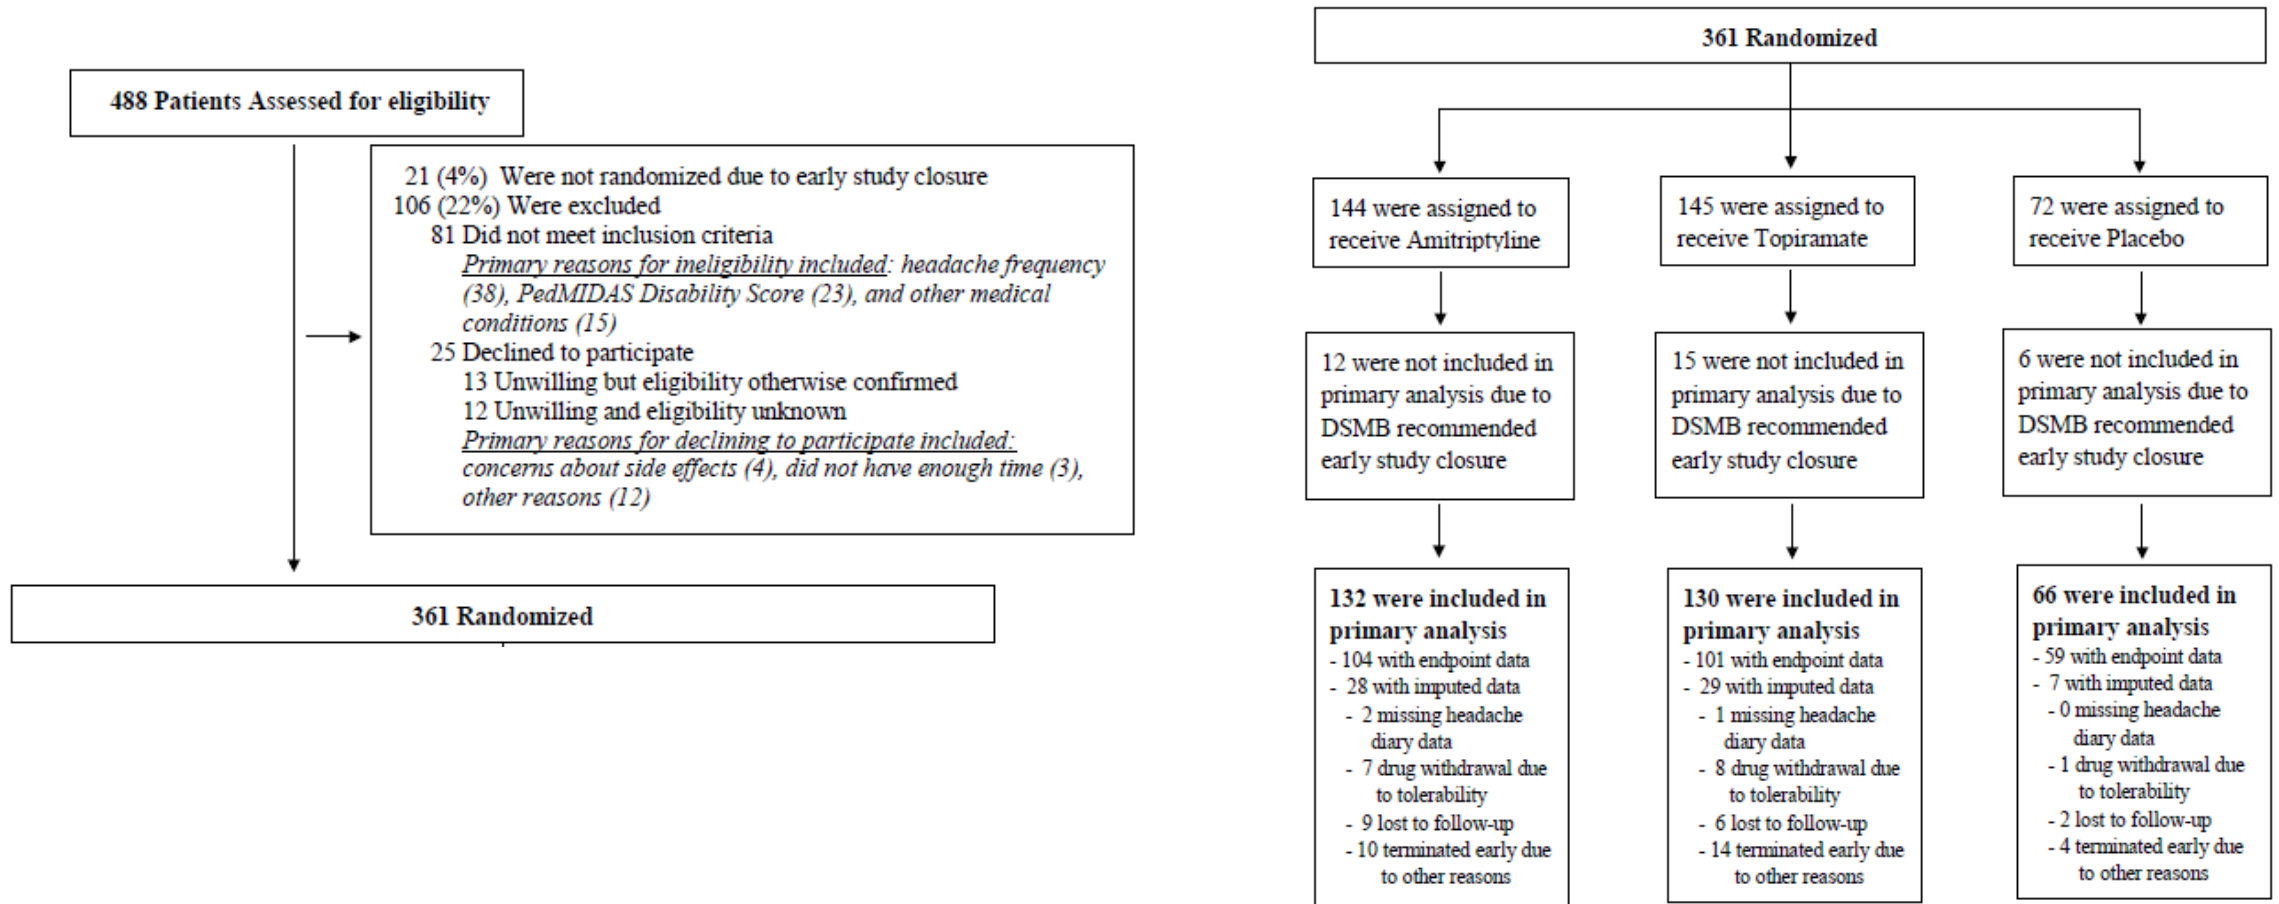 488 Patients Assessed for eligibility
21 (4%) Were not randomized due to early study closure
106 (22%) Were excluded
81 Did not meet inclusion criteria
Primary reasons for ineligibility included: headache frequency
(38), PedMIDAS Disability Score (23), and other medical
conditions (15)
25 Declined to participate
13 Unwilling but eligibility otherwise confirmed
12 Unwilling and eligibility unknown
Primary reasons for declining to participate included:
concerns about side effects (4), did not have enough time (3),
other reasons (12)
361 Randomized
361 Randomized
144 were assigned to
receive Amitriptyline
145 were assigned to
receive Topiramate
72 were assigned to
receive Placebo
12 were not included in
primary analysis due to
DSMB recommended
early study closure
15 were not included in
primary analysis due to
DSMB recommended
early study closure
6 were not included in
primary analysis due to
DSMB recommended
early study closure
132 were included in
primary analysis
- 104 with endpoint data
- 28 with imputed data
- 2 missing headache
diary data
- 7 drug withdrawal due
to tolerability
- 9 lost to follow-up
- 10 terminated early due
to other reasons
130 were included in
primary analysis
- 101 with endpoint data
- 29 with imputed data
- 1 missing headache
diary data
- 8 drug withdrawal due
to tolerability
- 6 lost to follow-up
- 14 terminated early due
to other reasons
66 were included in
primary analysis
- 59 with endpoint data
- 7 with imputed data
- 0 missing headache
diary data
- 1 drug withdrawal due
to tolerability
- 2 lost to follow-up
- 4 terminated early due
to other reasons